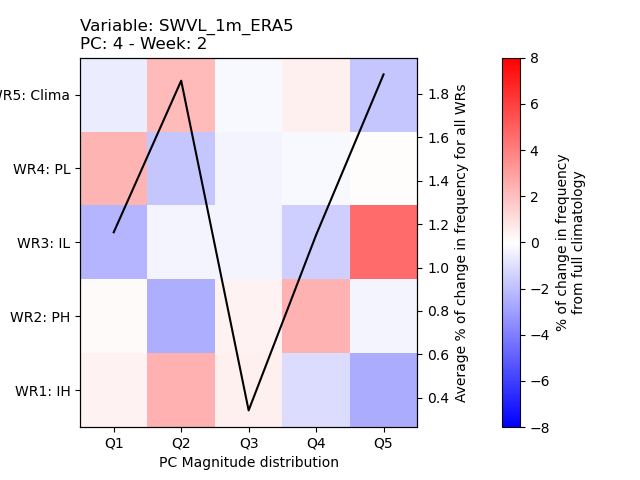 Variable: SWVL_1m_ERA5
PC: 4 - Week: 2
WR5: Clima
WR4: PL
WR3: IL
WR2: PH
WR1: IH
Q1 Q2 Q3 Q4 Q5
PC Magnitude distribution
1.8
1.6
1.4
1.2
1.0
0.8
0.6
0.4
Average % of change in frequency for all WRs
8
6
4
2
0
−2
−4
−6
−8
% of change in frequency
from full climatology